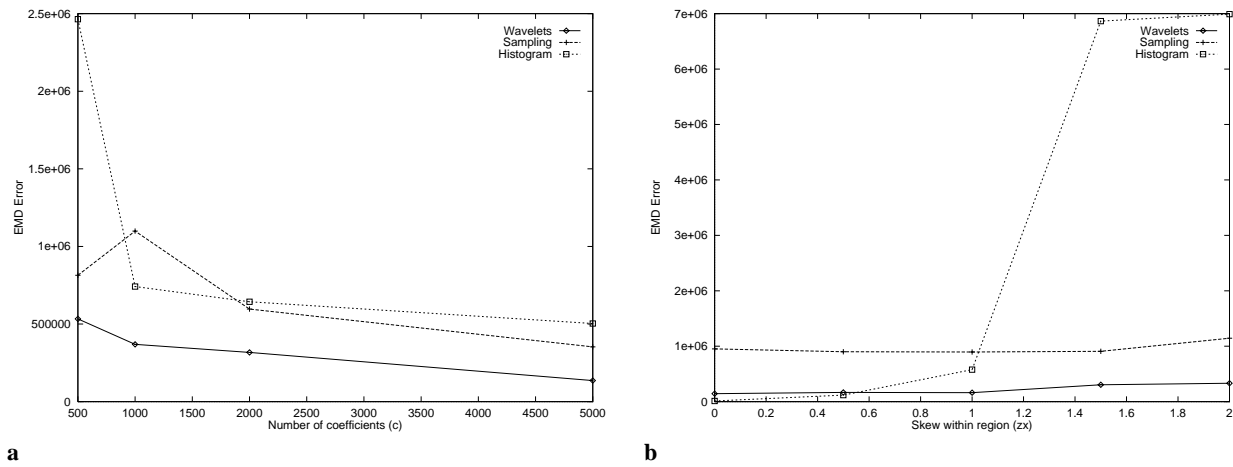 2.5e+06
2e+06
1.5e+06
1e+06
500000
0
EMD Error
500 1000 1500 2000 2500 3000 3500 4000 4500 5000
Number of coefficients (c)
Wavelets
Sampling
Histogram
a
7e+06
6e+06
5e+06
4e+06
3e+06
2e+06
1e+06
0
EMD Error
0 0.2 0.4 0.6 0.8 1 1.2 1.4 1.6 1.8 2
Skew within region (zx)
Wavelets
Sampling
Histogram
b